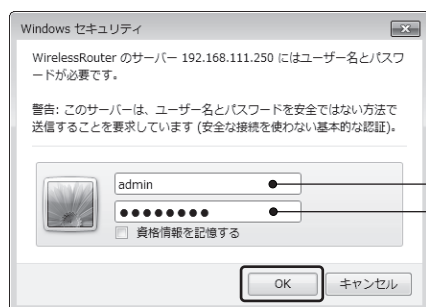 Windows セキュリティ
WirelessRouter のサーバー 192.168.111.250 にはユーザー名とパスワ
ードが必要です。
警告: このサーバーは、ユーザー名とパスワードを安全ではない方法で
送信することを要求しています (安全な接続を使わない基本的な認証)。
admin
●●●●●●●●
資格情報を記憶する
OK
キャンセル